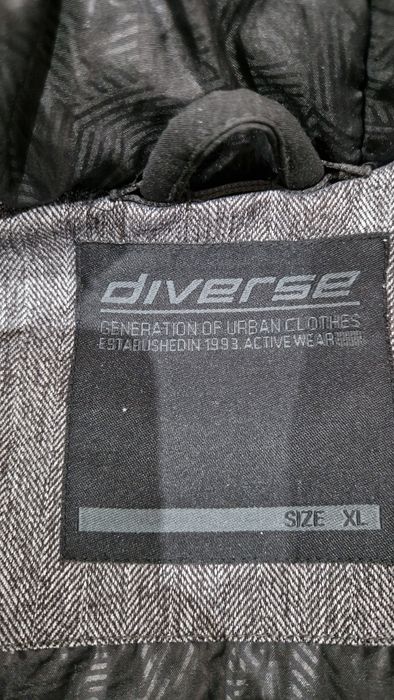 diverse
GENERATION OF URBAN CLOTHES
ESTABLISHED IN 1993. ACTIVE WEAR
SIZE XL